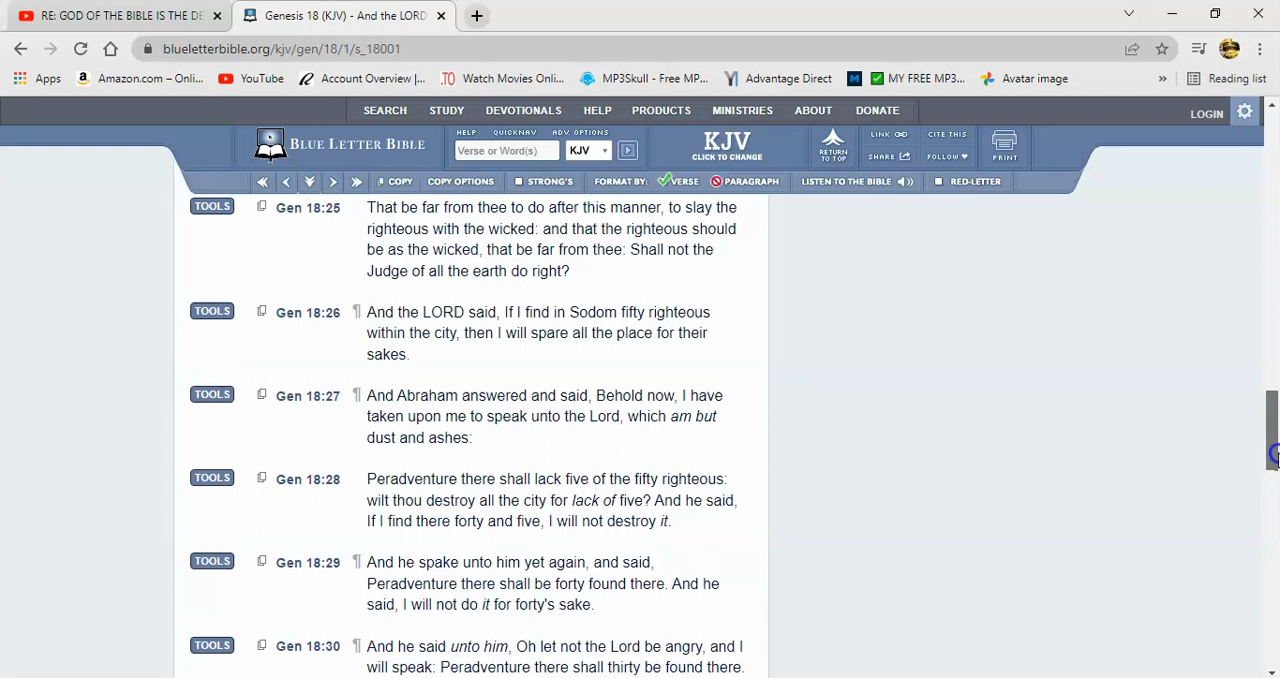 RE: GOD OF THE BIBLE IS THE DE
Genesis 18 (KJV) - And the LORD
blueletterbible.org/kjv/gen/18/1/s_18001
Apps
Amazon.com – Onli...
YouTube
Account Overview |...
Watch Movies Onli...
MP3Skull - Free MP...
Advantage Direct
MY FREE MP3...
Avatar image
»
Reading list
SEARCH STUDY DEVOTIONALS HELP PRODUCTS MINISTRIES ABOUT DONATE
LOGIN
BLUE LETTER BIBLE
HELP QUICKNAV ADV. OPTIONS
Verse or Word(s)
KJV
KJV
CLICK TO CHANGE
RETURN
TO TOP
LINK
CITE THIS
SHARE
FOLLOW
PRINT
COPY COPY OPTIONS STRONG'S FORMAT BY: VERSE PARAGRAPH LISTEN TO THE BIBLE RED-LETTER
TOOLS Gen 18:25 That be far from thee to do after this manner, to slay the
righteous with the wicked: and that the righteous should
be as the wicked, that be far from thee: Shall not the
Judge of all the earth do right?
TOOLS Gen 18:26 ¶ And the LORD said, If I find in Sodom fifty righteous
within the city, then I will spare all the place for their
sakes.
TOOLS Gen 18:27 ¶ And Abraham answered and said, Behold now, I have
taken upon me to speak unto the Lord, which am but
dust and ashes:
TOOLS Gen 18:28 Peradventure there shall lack five of the fifty righteous:
wilt thou destroy all the city for lack of five? And he said,
If I find there forty and five, I will not destroy it.
TOOLS Gen 18:29 ¶ And he spake unto him yet again, and said,
Peradventure there shall be forty found there. And he
said, I will not do it for forty's sake.
TOOLS Gen 18:30 ¶ And he said unto him, Oh let not the Lord be angry, and I
will speak: Peradventure there shall thirty be found there.